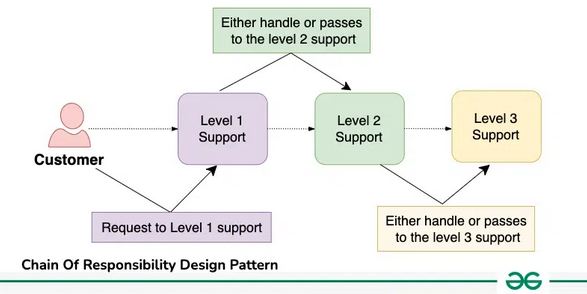 Either handle or passes
to the level 2 support
Level 1
Support
Level 2
Support
Level 3
Support
Customer
Request to Level 1 support
Either handle or passes
to the level 3 support
Chain Of Responsibility Design Pattern